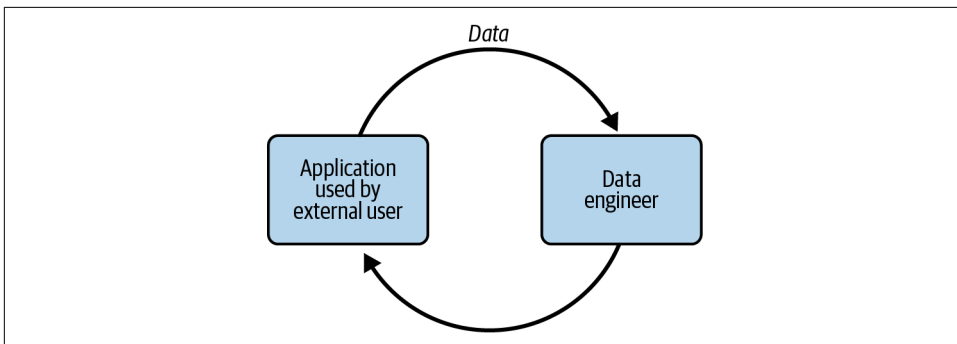 Data
Application
used by
external user
Data
engineer